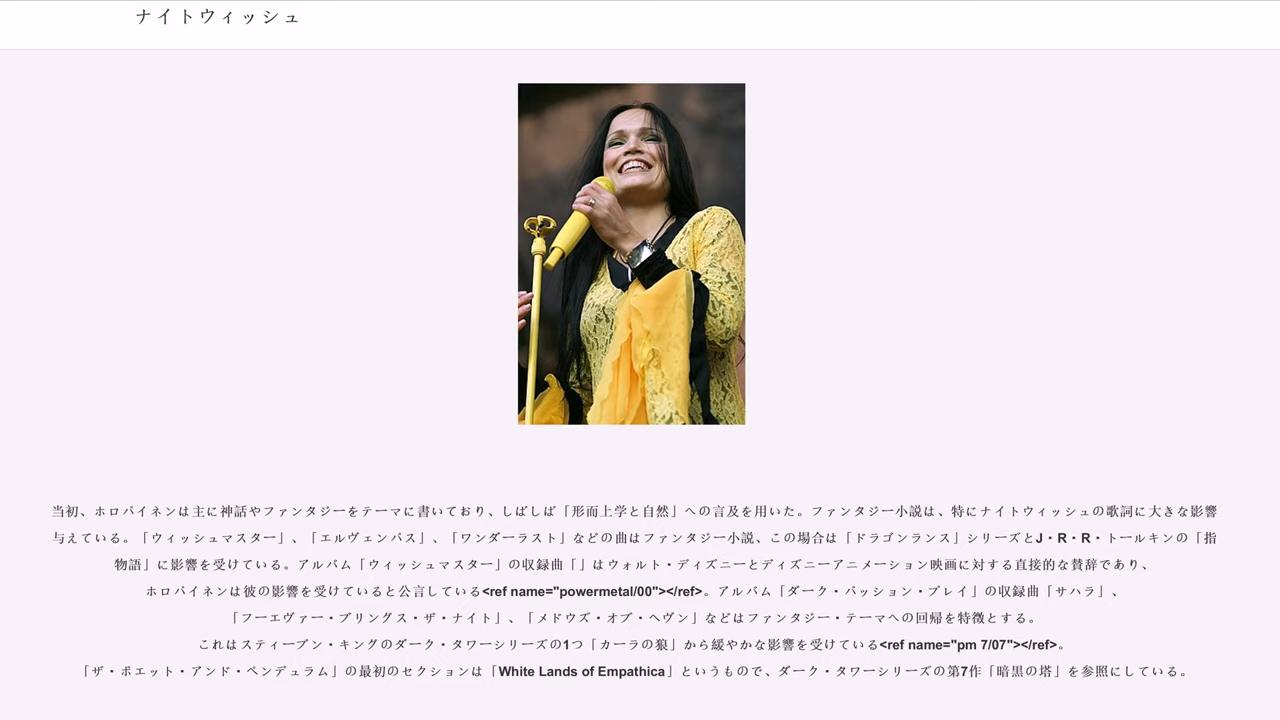 ナイトウィッシュ
当初、ホロパイネンは主に神話やファンタジーをテーマに書いており、しばしば「形而上学と自然」への言及を用いた。ファンタジー小説は、特にナイトウィッシュの歌詞に大きな影響
与えている。「ウィッシュマスター」、「エルヴェンパス」、「ワンダーラスト」などの曲はファンタジー小説、この場合は「ドラゴンランス」シリーズとJ・R・R・トールキンの「指
物語」に影響を受けている。アルバム「ウィッシュマスター」の収録曲「」はウォルト・ディズニーとディズニーアニメーション映画に対する直接的な賛辞であり、
ホロパイネンは彼の影響を受けていると公言している<ref name="powermetal/00"></ref>。アルバム「ダーク・パッション・プレイ」の収録曲「サハラ」、
「フーエヴァー・ブリングス・ザ・ナイト」、「メドウズ・オブ・ヘヴン」などはファンタジー・テーマへの回帰を特徴とする。
これはスティーブン・キングのダーク・タワーシリーズの1つ「カーラの狼」から緩やかな影響を受けている<ref name="pm 7/07"></ref>。
「ザ・ポエット・アンド・ペンデュラム」の最初のセクションは「White Lands of Empathica」というもので、ダーク・タワーシリーズの第7作「暗黒の塔」を参照にしている。